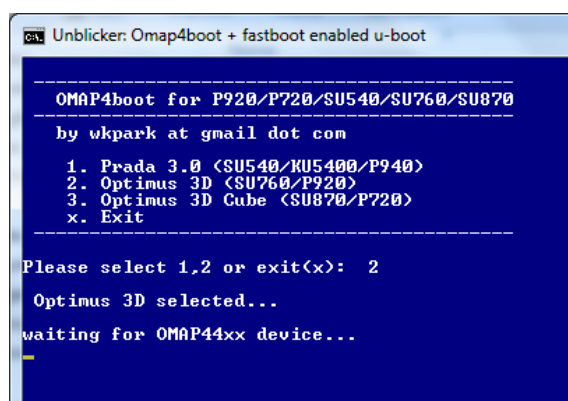 C:\. Unblicker: Omap4boot + fastboot enabled u-boot
OMAP4boot for P920/P720/SU540/SU760/SU870
by wkpark at gmail dot com
1. Prada 3.0 (SU540/KU5400/P940)
2. Optimus 3D (SU760/P920)
3. Optimus 3D Cube (SU870/P720)
x. Exit
Please select 1,2 or exit(x): 2
Optimus 3D selected...
waiting for OMAP44xx device...